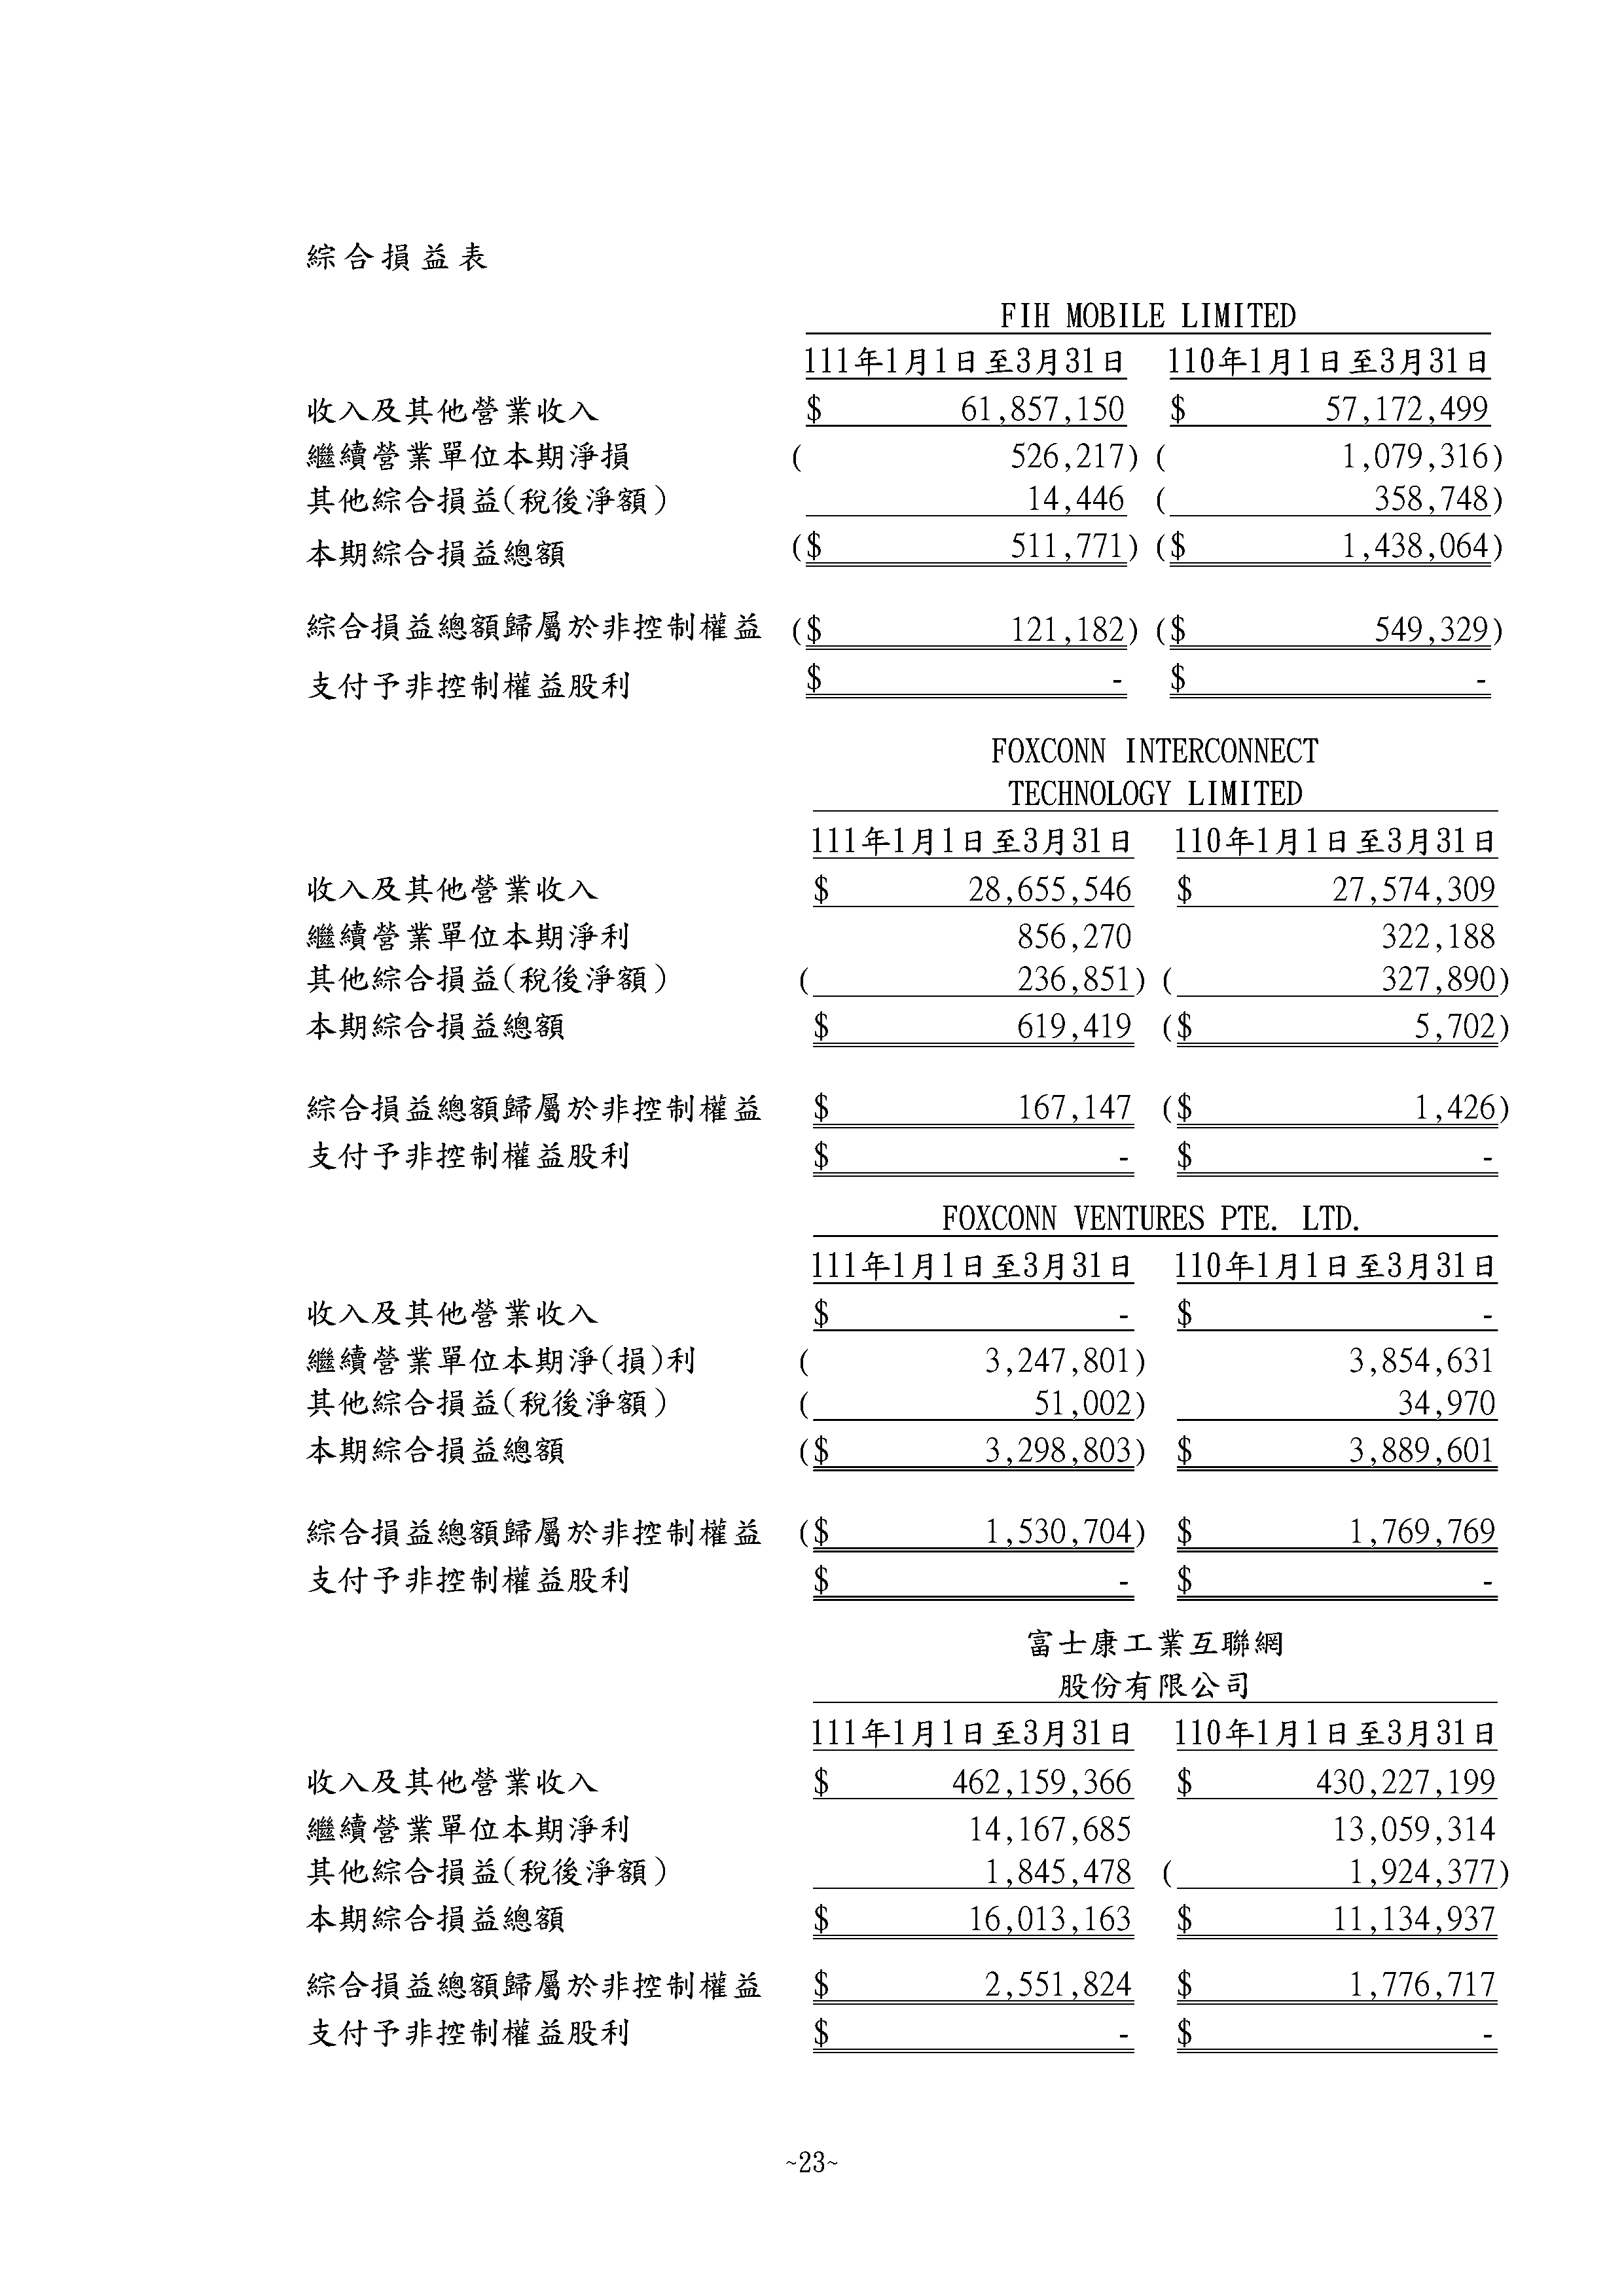 綜合損益表
FIH MOBILE LIMITED
111年1月1日至3月31日 110年1月1日至3月31日
收入及其他營業收入 $ 61,857,150 $ 57,172,499
繼續營業單位本期淨損 ( 526,217) ( 1,079,316)
其他綜合損益(稅後淨額) 14,446 ( 358,748)
本期綜合損益總額 ($ 511,771) ($ 1,438,064)
綜合損益總額歸屬於非控制權益 ($ 121,182) ($ 549,329)
支付予非控制權益股利 $ - $ -
FOXCONN INTERCONNECT
TECHNOLOGY LIMITED
111年1月1日至3月31日 110年1月1日至3月31日
收入及其他營業收入 $ 28,655,546 $ 27,574,309
繼續營業單位本期淨利 856,270 322,188
其他綜合損益(稅後淨額) ( 236,851) ( 327,890)
本期綜合損益總額 $ 619,419 ($ 5,702)
綜合損益總額歸屬於非控制權益 $ 167,147 ($ 1,426)
支付予非控制權益股利 $ - $ -
FOXCONN VENTURES PTE. LTD.
111年1月1日至3月31日 110年1月1日至3月31日
收入及其他營業收入 $ - $ -
繼續營業單位本期淨(損)利 ( 3,247,801) 3,854,631
其他綜合損益(稅後淨額) ( 51,002) 34,970
本期綜合損益總額 ($ 3,298,803) $ 3,889,601
綜合損益總額歸屬於非控制權益 ($ 1,530,704) $ 1,769,769
支付予非控制權益股利 $ - $ -
富士康工業互聯網
股份有限公司
111年1月1日至3月31日 110年1月1日至3月31日
收入及其他營業收入 $ 462,159,366 $ 430,227,199
繼續營業單位本期淨利 14,167,685 13,059,314
其他綜合損益(稅後淨額) 1,845,478 ( 1,924,377)
本期綜合損益總額 $ 16,013,163 $ 11,134,937
綜合損益總額歸屬於非控制權益 $ 2,551,824 $ 1,776,717
支付予非控制權益股利 $ - $ -
~23~